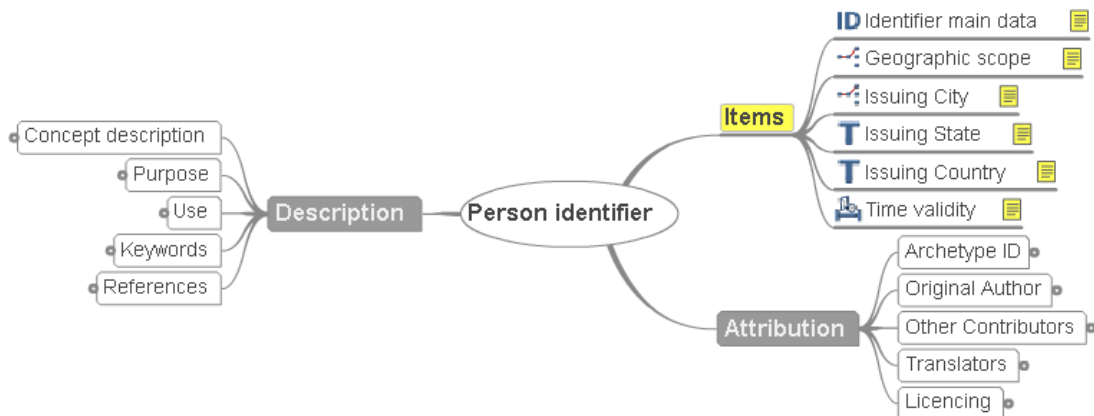 Person identifier
Description
Concept description
Purpose
Use
Keywords
References
Items
ID Identifier main data
Geographic scope
Issuing City
T Issuing State
T Issuing Country
Time validity
Attribution
Archetype ID
Original Author
Other Contributors
Translators
Licencing